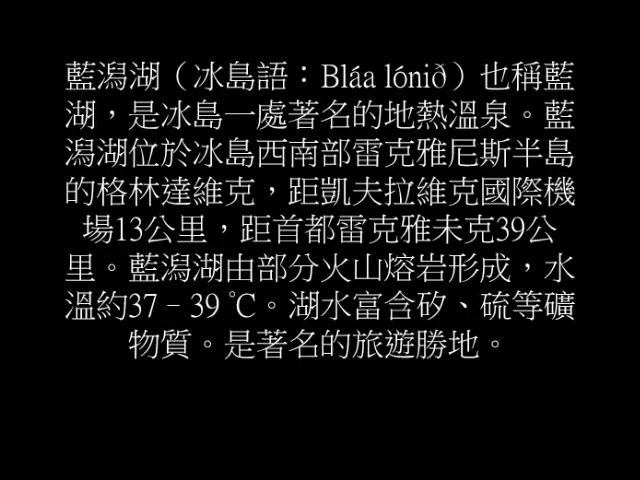 藍潟湖（冰島語：Bláa lónið）也稱藍
湖，是冰島一處著名的地熱溫泉。藍
潟湖位於冰島西南部雷克雅尼斯半島
的格林達維克，距凱夫拉維克國際機
場13公里，距首都雷克雅未克39公
里。藍潟湖由部分火山熔岩形成，水
溫約37－39 ℃。湖水富含矽、硫等礦
物質。是著名的旅遊勝地。